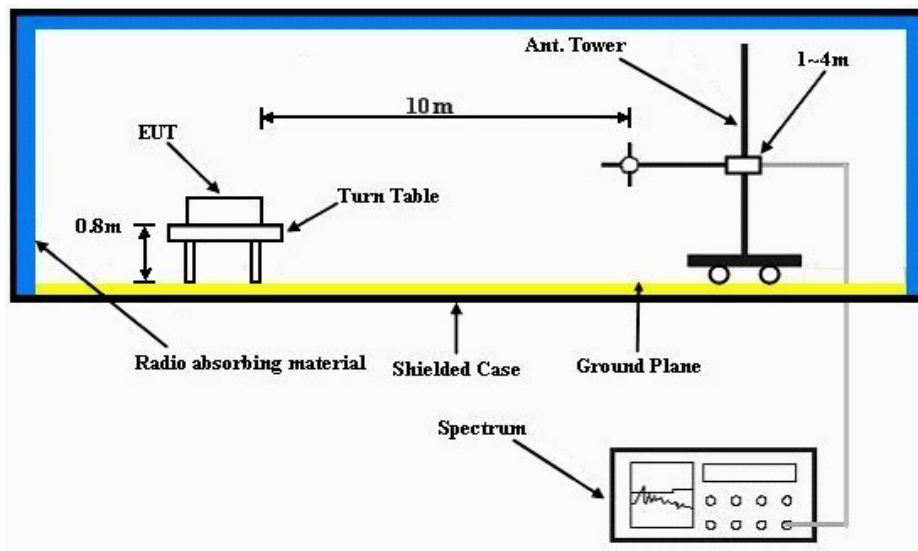 Ant. Tower
1~4m
10m
EUT
Turn Table
0.8m
Radio absorbing material
Shielded Case
Ground Plane
Spectrum